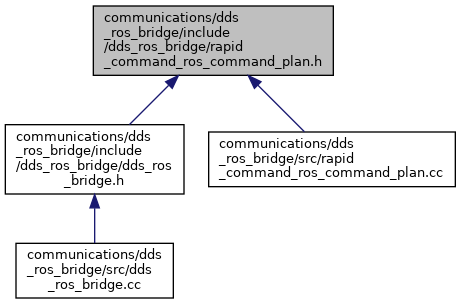 communications/dds
_ros_bridge/include
/dds_ros_bridge/rapid
_command_ros_command_plan.h
communications/dds
_ros_bridge/include
/dds_ros_bridge/dds_ros
_bridge.h
communications/dds
_ros_bridge/src/rapid
_command_ros_command_plan.cc
communications/dds
_ros_bridge/src/dds
_ros_bridge.cc